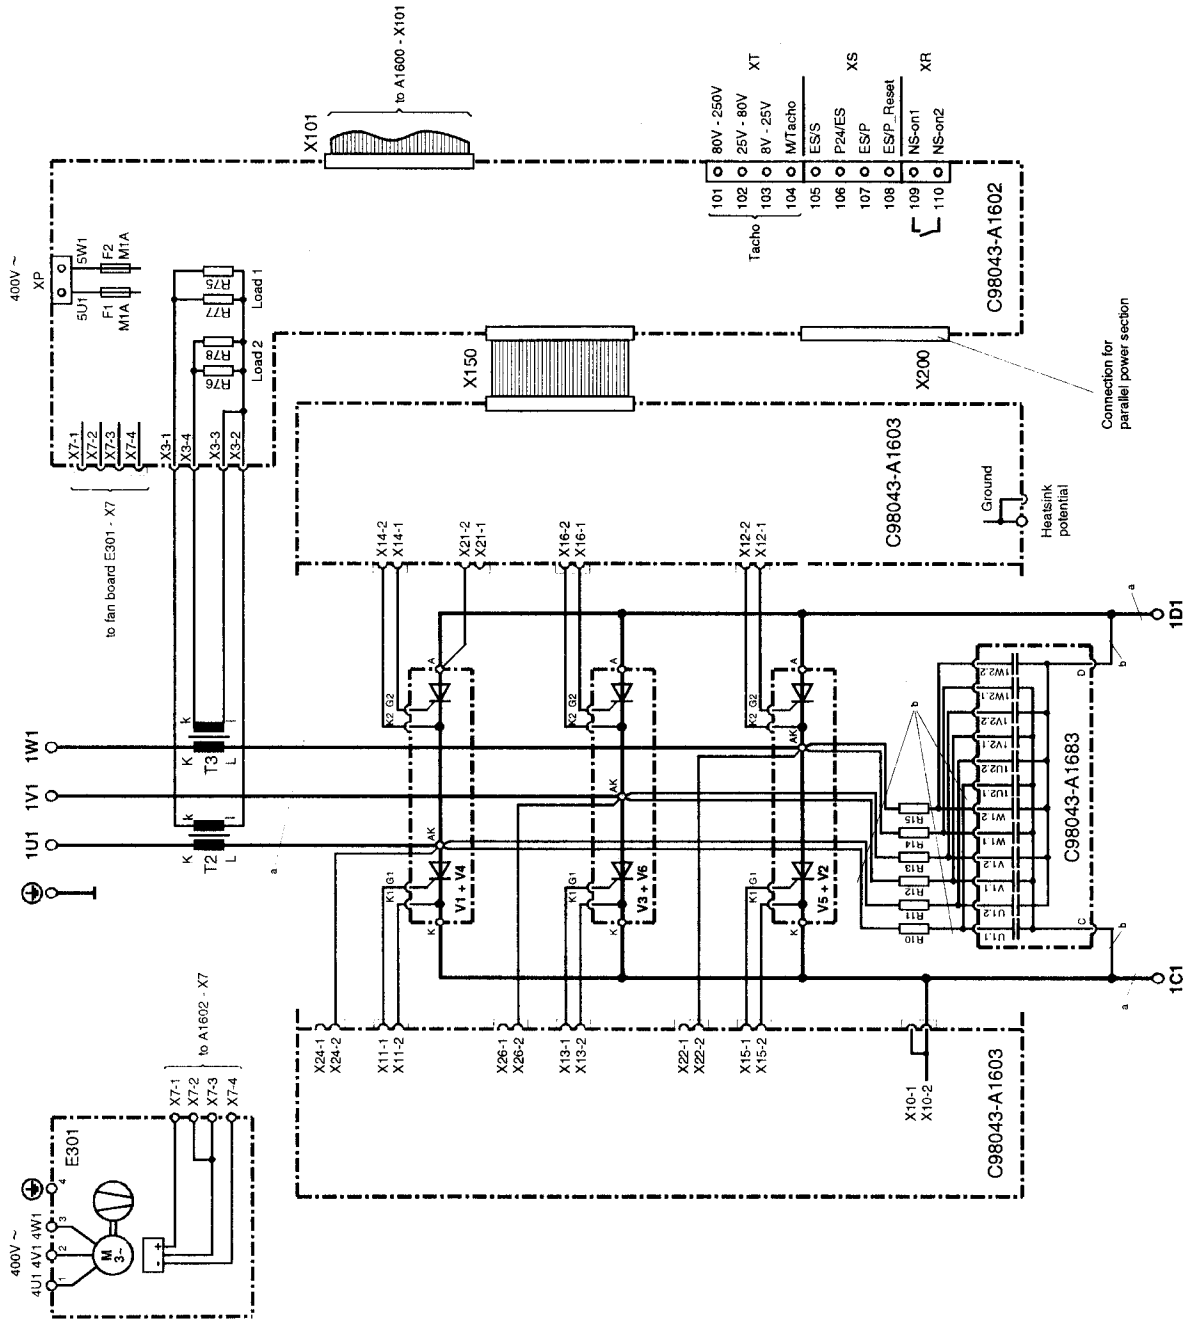 400V ~
XP
5U1
5W1
F1
M1A
F2
M1A
X101
to A1600 - X101
R75
R77
Load 1
R78
R76
Load 2
X7-1
X7-2
X7-3
X7-4
X3-1
X3-4
X3-3
X3-2
to fan board E301 - X7
101
102
103
104
105
106
107
108
109
110
80V - 250V
25V - 80V
8V - 25V
M/Tacho
ES/S
P24/ES
ES/P
ES/P_Reset
NS-on1
NS-on2
XT
XS
XR
Tacho
C98043-A1602
X150
X200
Connection for
parallel power section
C98043-A1603
Ground
Heatsink
potential
X14-2
X14-1
X21-2
X21-1
X16-2
X16-1
X12-2
X12-1
1W1
1V1
1U1
K
k
T3
L
l
K
k
T2
L
l
a
A
G2
K2
AK
G1
K1
K
V1 + V4
A
G2
K2
AK
G1
K1
K
V3 + V6
A
G2
K2
AK
G1
K1
K
V5 + V2
1D1
a
b
D
1W2.2
1W2.1
1V2.2
1V2.1
1U2.2
1U2.1
W1.2
W1.1
V1.2
V1.1
U1.2
U1.1
C
b
R15
R14
R13
R12
R11
R10
C98043-A1683
b
1C1
a
X24-1
X24-2
X11-1
X11-2
X26-1
X26-2
X13-1
X13-2
X22-1
X22-2
X15-1
X15-2
X10-1
X10-2
C98043-A1603
400V ~
4U1 4V1 4W1
1
2
3
4
E301
M
3~
+
-
X7-1
X7-2
X7-3
X7-4
to A1602 - X7